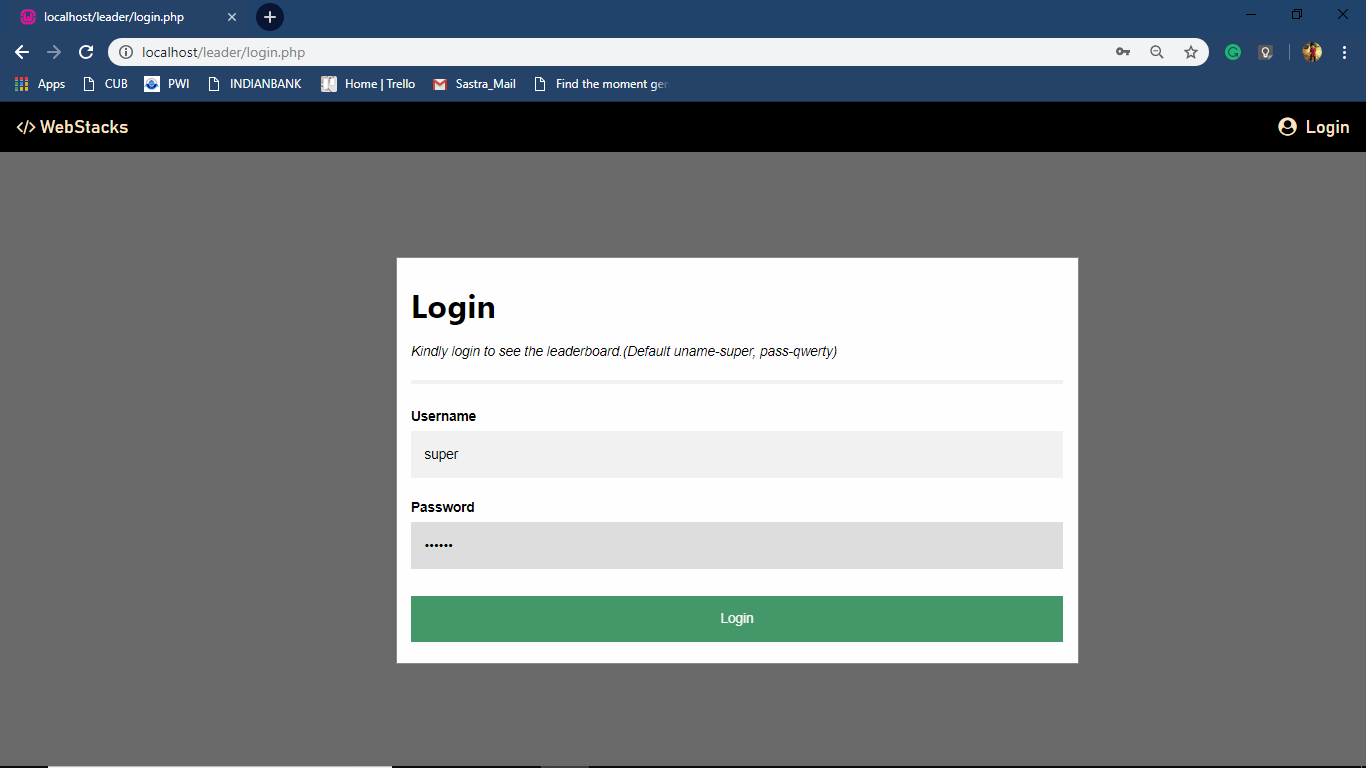 localhost/leader/login.php
localhost/leader/login.php
Apps CUB PWI INDIANBANK Home | Trello Sastra_Mail Find the moment ger
</> WebStacks Login
Login
Kindly login to see the leaderboard.(Default uname-super, pass-qwerty)
Username
super
Password
••••••
Login